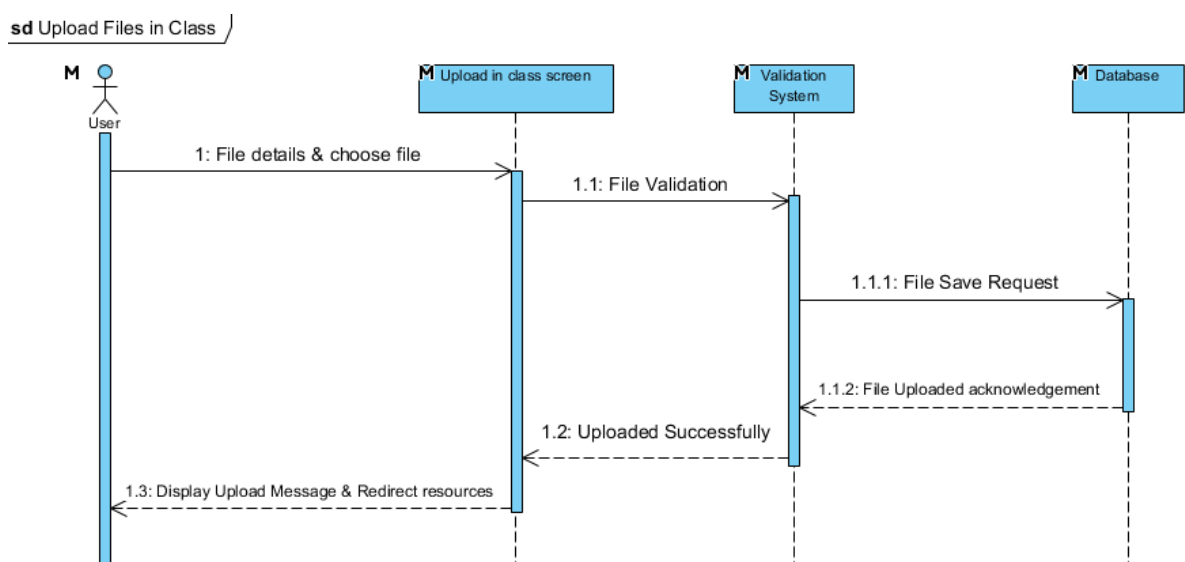 sd Upload Files in Class
M
User
M Upload in class screen
M Validation
System
M Database
1: File details & choose file
1.1: File Validation
1.1.1: File Save Request
1.1.2: File Uploaded acknowledgement
1.2: Uploaded Successfully
1.3: Display Upload Message & Redirect resources